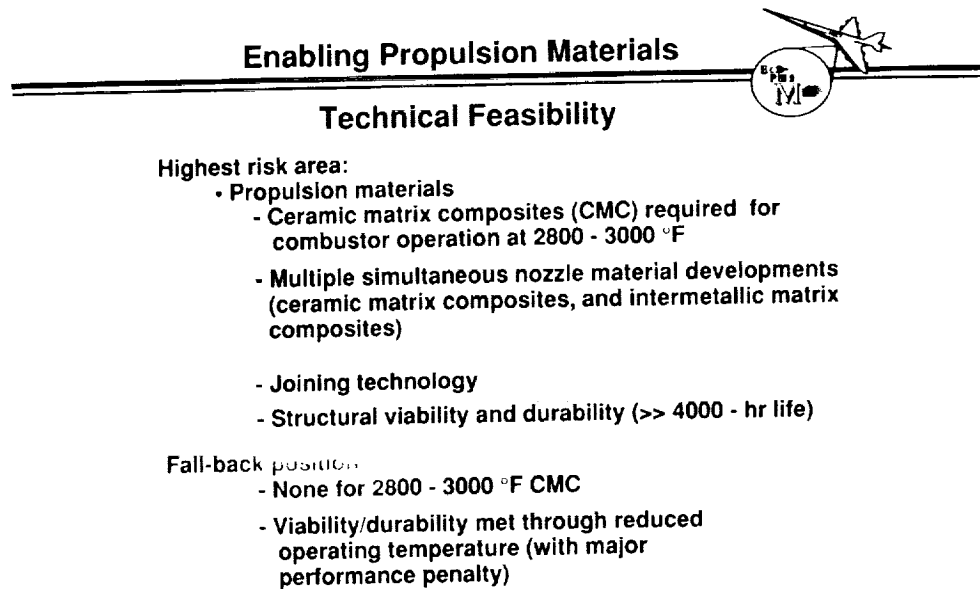 Enabling Propulsion Materials
Technical Feasibility
Highest risk area:
• Propulsion materials
- Ceramic matrix composites (CMC) required for
combustor operation at 2800 - 3000 °F
- Multiple simultaneous nozzle material developments
(ceramic matrix composites, and intermetallic matrix
composites)
- Joining technology
- Structural viability and durability (>> 4000 - hr life)
Fall-back position
- None for 2800 - 3000 °F CMC
- Viability/durability met through reduced
operating temperature (with major
performance penalty)